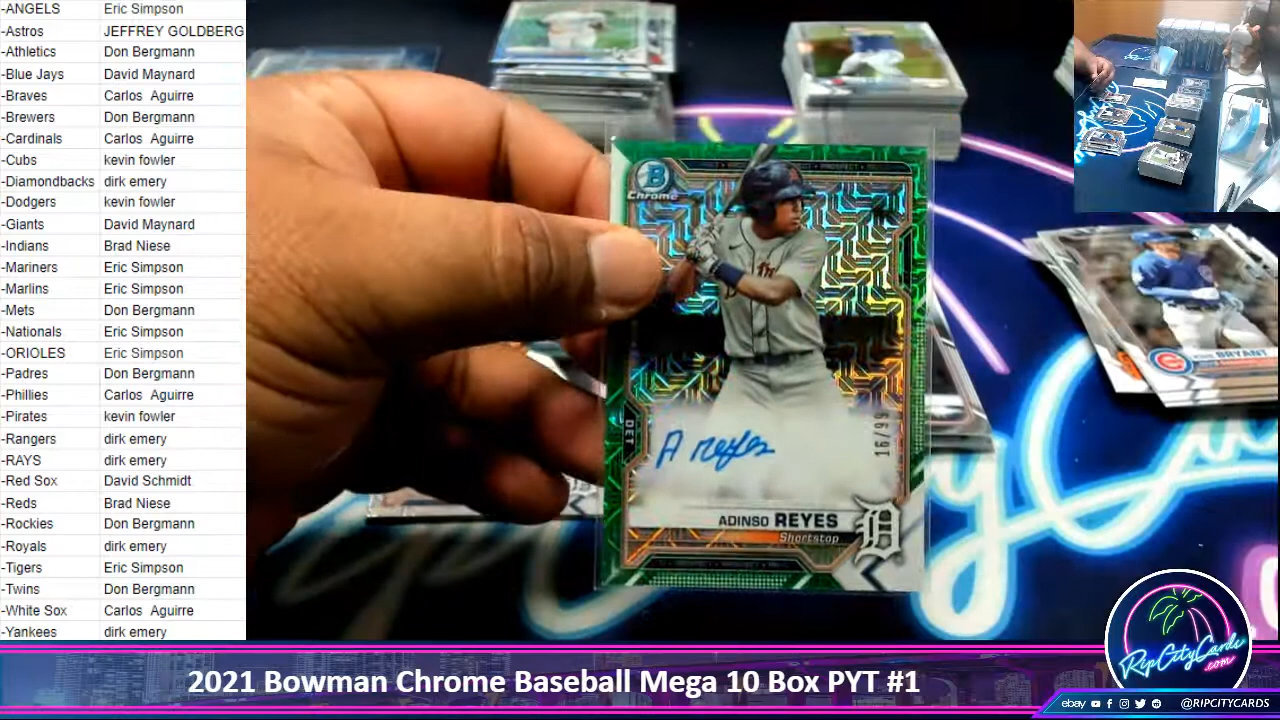 -ANGELS Eric Simpson
-Astros JEFFREY GOLDBERG
-Athletics Don Bergmann
-Blue Jays David Maynard
-Braves Carlos Aguirre
-Brewers Don Bergmann
-Cardinals Carlos Aguirre
-Cubs kevin fowler
-Diamondbacks dirk emery
-Dodgers kevin fowler
-Giants David Maynard
-Indians Brad Niese
-Mariners Eric Simpson
-Marlins Eric Simpson
-Mets Don Bergmann
-Nationals Eric Simpson
-ORIOLES Eric Simpson
-Padres Don Bergmann
-Phillies Carlos Aguirre
-Pirates kevin fowler
-Rangers dirk emery
-RAYS dirk emery
-Red Sox David Schmidt
-Reds Brad Niese
-Rockies Don Bergmann
-Royals dirk emery
-Tigers Eric Simpson
-Twins Don Bergmann
-White Sox Carlos Aguirre
-Yankees dirk emery
B
Chrome
DET
A reyes
16/99
ADINSO REYES
Shortstop
D
BRYANT
RipCityCards
.com
2021 Bowman Chrome Baseball Mega 10 Box PYT #1
ebay @RIPCITYCARDS